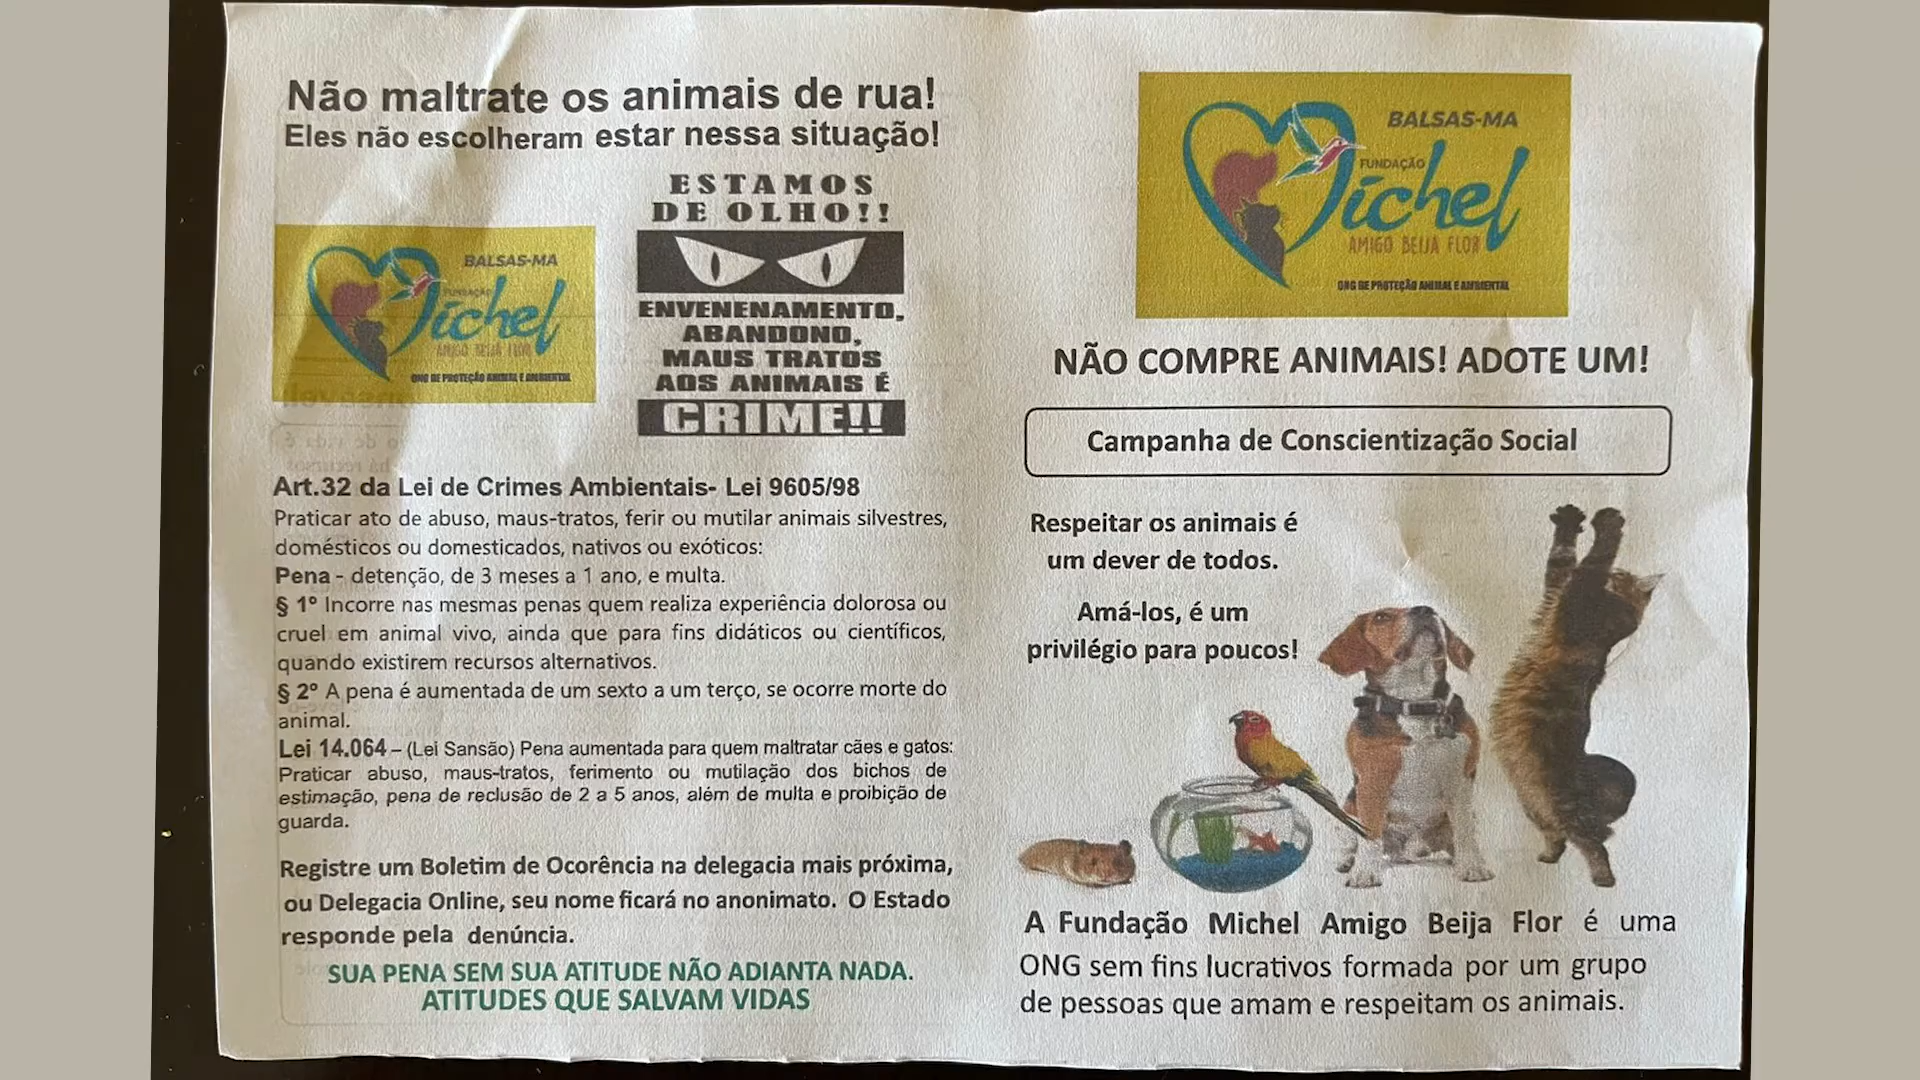 Não maltrate os animais de rua!
Eles não escolheram estar nessa situação!
BALSAS-MA
FUNDAÇÃO
Michel
AMIGO BEIJA FLOR
ONG DE PROTEÇÃO ANIMAL E AMBIENTAL
ESTAMOS
DE OLHO!!
ENVENENAMENTO,
ABANDONO,
MAUS TRATOS
AOS ANIMAIS É
CRIME!!
Art.32 da Lei de Crimes Ambientais- Lei 9605/98
Praticar ato de abuso, maus-tratos, ferir ou mutilar animais silvestres,
domésticos ou domesticados, nativos ou exóticos:
Pena - detenção, de 3 meses a 1 ano, e multa.
§ 1º Incorre nas mesmas penas quem realiza experiência dolorosa ou
cruel em animal vivo, ainda que para fins didáticos ou científicos,
quando existirem recursos alternativos.
§ 2º A pena é aumentada de um sexto a um terço, se ocorre morte do
animal.
Lei 14.064 – (Lei Sansão) Pena aumentada para quem maltratar cães e gatos:
Praticar abuso, maus-tratos, ferimento ou mutilação dos bichos de
estimação, pena de reclusão de 2 a 5 anos, além de multa e proibição de
guarda.
Registre um Boletim de Ocorência na delegacia mais próxima,
ou Delegacia Online, seu nome ficará no anonimato. O Estado
responde pela denúncia.
SUA PENA SEM SUA ATITUDE NÃO ADIANTA NADA.
ATITUDES QUE SALVAM VIDAS
BALSAS-MA
FUNDAÇÃO
Michel
AMIGO BEIJA FLOR
ONG DE PROTEÇÃO ANIMAL E AMBIENTAL
NÃO COMPRE ANIMAIS! ADOTE UM!
Campanha de Conscientização Social
Respeitar os animais é
um dever de todos.
Amá-los, é um
privilégio para poucos!
A Fundação Michel Amigo Beija Flor é uma
ONG sem fins lucrativos formada por um grupo
de pessoas que amam e respeitam os animais.